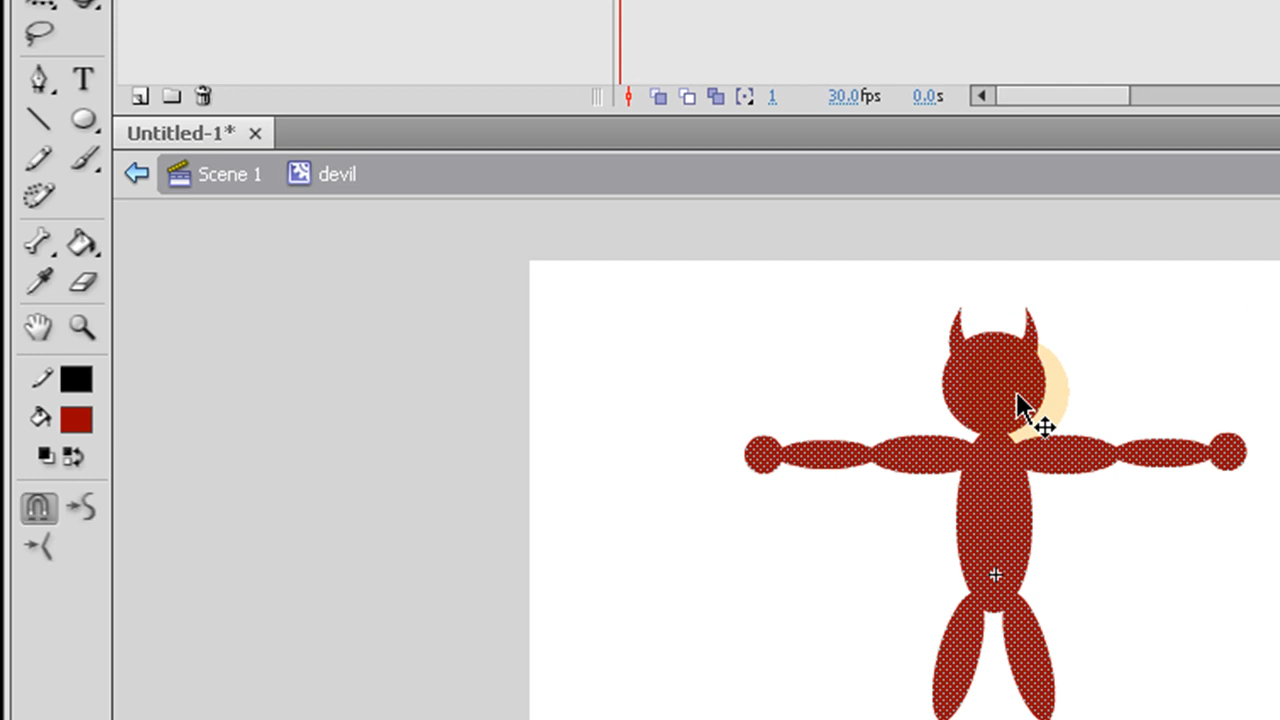 T
1 30.0fps 0.0s
Untitled-1* ×
Scene 1 devil